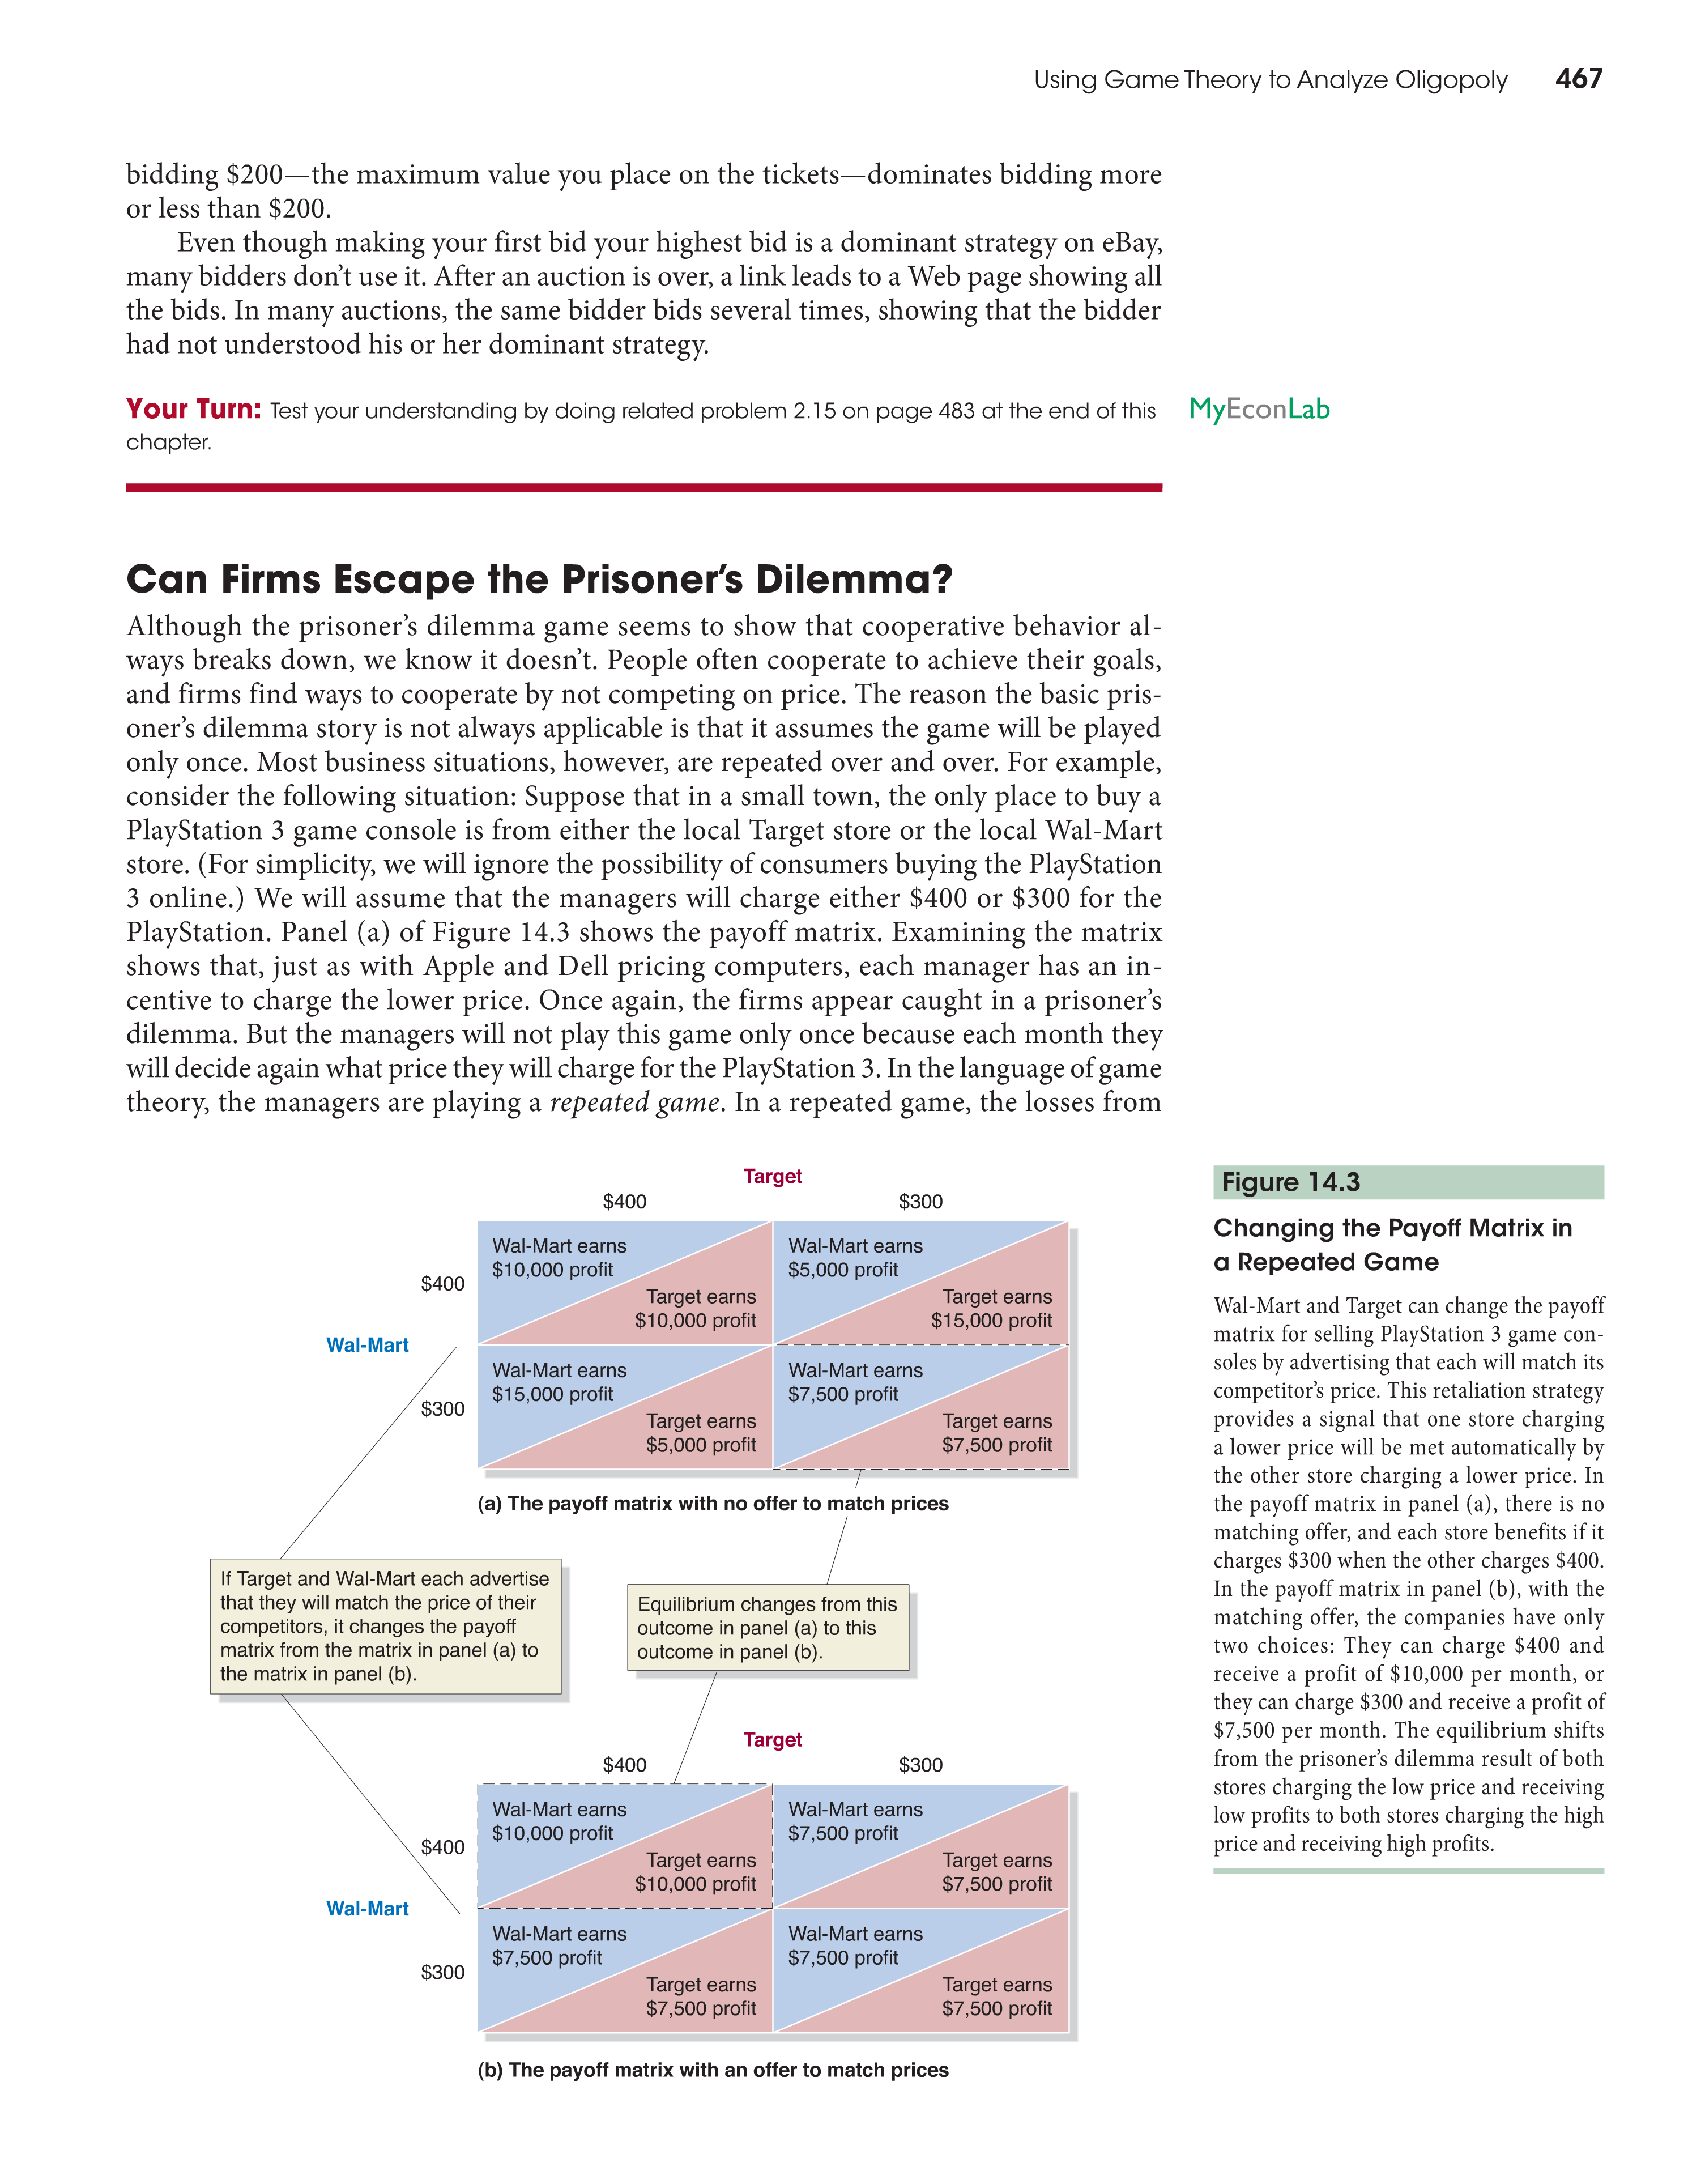 Using Game Theory to Analyze Oligopoly 467
bidding $200—the maximum value you place on the tickets—dominates bidding more
or less than $200.
Even though making your first bid your highest bid is a dominant strategy on eBay,
many bidders don't use it. After an auction is over, a link leads to a Web page showing all
the bids. In many auctions, the same bidder bids several times, showing that the bidder
had not understood his or her dominant strategy.
Your Turn: Test your understanding by doing related problem 2.15 on page 483 at the end of this
chapter.
MyEconLab
Can Firms Escape the Prisoner's Dilemma?
Although the prisoner's dilemma game seems to show that cooperative behavior al-
ways breaks down, we know it doesn't. People often cooperate to achieve their goals,
and firms find ways to cooperate by not competing on price. The reason the basic pris-
oner's dilemma story is not always applicable is that it assumes the game will be played
only once. Most business situations, however, are repeated over and over. For example,
consider the following situation: Suppose that in a small town, the only place to buy a
PlayStation 3 game console is from either the local Target store or the local Wal-Mart
store. (For simplicity, we will ignore the possibility of consumers buying the PlayStation
3 online.) We will assume that the managers will charge either $400 or $300 for the
PlayStation. Panel (a) of Figure 14.3 shows the payoff matrix. Examining the matrix
shows that, just as with Apple and Dell pricing computers, each manager has an in-
centive to charge the lower price. Once again, the firms appear caught in a prisoner's
dilemma. But the managers will not play this game only once because each month they
will decide again what price they will charge for the PlayStation 3. In the language of game
theory, the managers are playing a repeated game. In a repeated game, the losses from
Target
$400 $300
Wal-Mart earns
$10,000 profit
Target earns
$10,000 profit
Wal-Mart earns
$5,000 profit
Target earns
$15,000 profit
$400
Wal-Mart
$300
Wal-Mart earns
$15,000 profit
Target earns
$5,000 profit
Wal-Mart earns
$7,500 profit
Target earns
$7,500 profit
(a) The payoff matrix with no offer to match prices
If Target and Wal-Mart each advertise
that they will match the price of their
competitors, it changes the payoff
matrix from the matrix in panel (a) to
the matrix in panel (b).
Equilibrium changes from this
outcome in panel (a) to this
outcome in panel (b).
Target
$400 $300
Wal-Mart earns
$10,000 profit
Target earns
$10,000 profit
Wal-Mart earns
$7,500 profit
Target earns
$7,500 profit
$400
Wal-Mart
$300
Wal-Mart earns
$7,500 profit
Target earns
$7,500 profit
Wal-Mart earns
$7,500 profit
Target earns
$7,500 profit
(b) The payoff matrix with an offer to match prices
Figure 14.3
Changing the Payoff Matrix in
a Repeated Game
Wal-Mart and Target can change the payoff
matrix for selling PlayStation 3 game con-
soles by advertising that each will match its
competitor's price. This retaliation strategy
provides a signal that one store charging
a lower price will be met automatically by
the other store charging a lower price. In
the payoff matrix in panel (a), there is no
matching offer, and each store benefits if it
charges $300 when the other charges $400.
In the payoff matrix in panel (b), with the
matching offer, the companies have only
two choices: They can charge $400 and
receive a profit of $10,000 per month, or
they can charge $300 and receive a profit of
$7,500 per month. The equilibrium shifts
from the prisoner's dilemma result of both
stores charging the low price and receiving
low profits to both stores charging the high
price and receiving high profits.